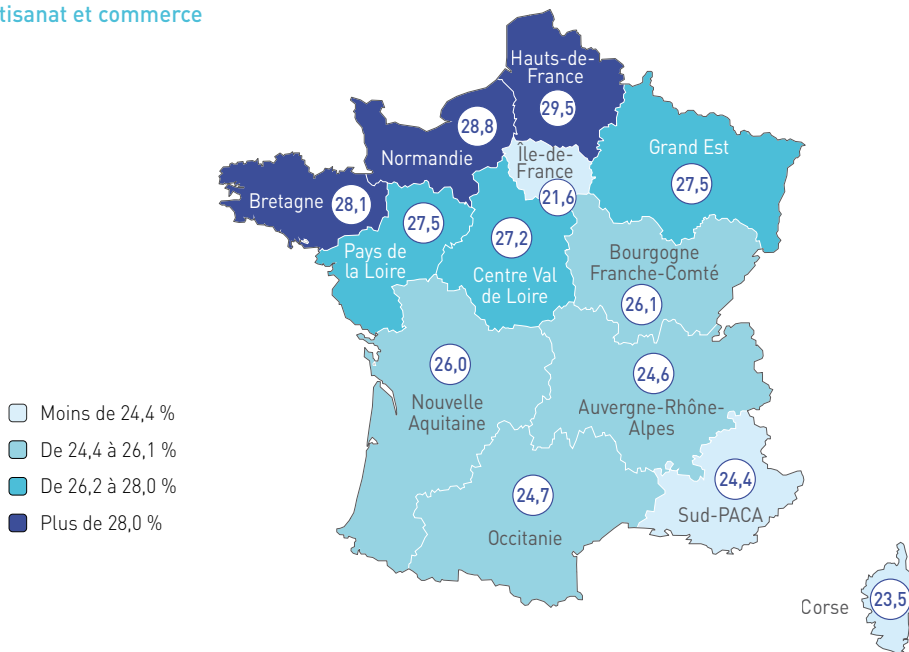 tisanat et commerce
Hauts-de-
France
29,5
28,8
Normandie
Île-de-
France
21,6
Grand Est
27,5
Bretagne
28,1
27,5
Pays de
la Loire
27,2
Centre Val
de Loire
Bourgogne
Franche-Comté
26,1
26,0
Nouvelle
Aquitaine
24,6
Auvergne-Rhône-
Alpes
24,7
Occitanie
24,4
Sud-PACA
Corse
23,5
Moins de 24,4 %
De 24,4 à 26,1 %
De 26,2 à 28,0 %
Plus de 28,0 %